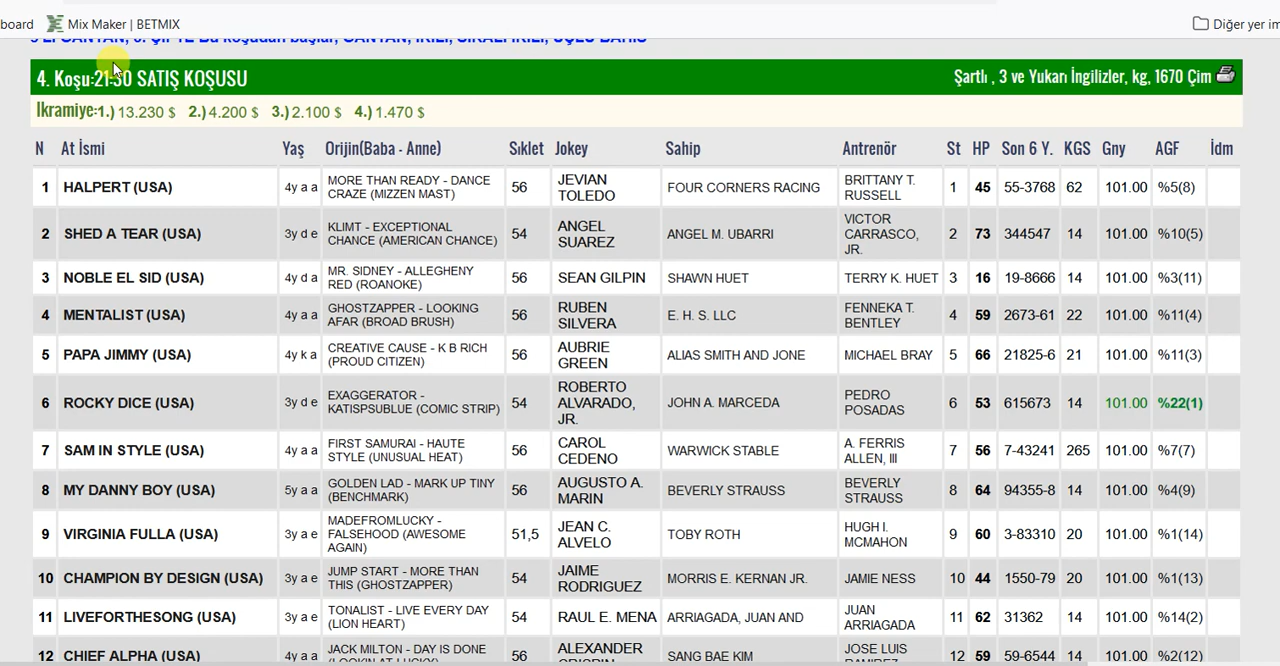 board Mix Maker | BETMIX Diğer yer im
4. Koşu:21:30 SATIŞ KOŞUSU Şartlı , 3 ve Yukarı İngilizler, kg, 1670 Çim
Ikramiye:1.) 13.230 $ 2.) 4.200 $ 3.) 2.100 $ 4.) 1.470 $
N At İsmi Yaş Orijin(Baba - Anne) Sıklet Jokey Sahip Antrenör St HP Son 6 Y. KGS Gny AGF İdm
1 HALPERT (USA) 4y a a MORE THAN READY - DANCE CRAZE (MIZZEN MAST) 56 JEVIAN TOLEDO FOUR CORNERS RACING BRITTANY T. RUSSELL 1 45 55-3768 62 101.00 %5(8)
2 SHED A TEAR (USA) 3y d e KLIMT - EXCEPTIONAL CHANCE (AMERICAN CHANCE) 54 ANGEL SUAREZ ANGEL M. UBARRI VICTOR CARRASCO, JR. 2 73 344547 14 101.00 %10(5)
3 NOBLE EL SID (USA) 4y d a MR. SIDNEY - ALLEGHENY RED (ROANOKE) 56 SEAN GILPIN SHAWN HUET TERRY K. HUET 3 16 19-8666 14 101.00 %3(11)
4 MENTALIST (USA) 4y a a GHOSTZAPPER - LOOKING AFAR (BROAD BRUSH) 56 RUBEN SILVERA E. H. S. LLC FENNEKA T. BENTLEY 4 59 2673-61 22 101.00 %11(4)
5 PAPA JIMMY (USA) 4y k a CREATIVE CAUSE - K B RICH (PROUD CITIZEN) 56 AUBRIE GREEN ALIAS SMITH AND JONE MICHAEL BRAY 5 66 21825-6 21 101.00 %11(3)
6 ROCKY DICE (USA) 3y d e EXAGGERATOR - KATISPSUBLUE (COMIC STRIP) 54 ROBERTO ALVARADO, JR. JOHN A. MARCEDA PEDRO POSADAS 6 53 615673 14 101.00 %22(1)
7 SAM IN STYLE (USA) 4y a a FIRST SAMURAI - HAUTE STYLE (UNUSUAL HEAT) 56 CAROL CEDENO WARWICK STABLE A. FERRIS ALLEN, III 7 56 7-43241 265 101.00 %7(7)
8 MY DANNY BOY (USA) 5y a a GOLDEN LAD - MARK UP TINY (BENCHMARK) 56 AUGUSTO A. MARIN BEVERLY STRAUSS BEVERLY STRAUSS 8 64 94355-8 14 101.00 %4(9)
9 VIRGINIA FULLA (USA) 3y a e MADEFROMLUCKY - FALSEHOOD (AWESOME AGAIN) 51,5 JEAN C. ALVELO TOBY ROTH HUGH I. MCMAHON 9 60 3-83310 20 101.00 %1(14)
10 CHAMPION BY DESIGN (USA) 3y a e JUMP START - MORE THAN THIS (GHOSTZAPPER) 54 JAIME RODRIGUEZ MORRIS E. KERNAN JR. JAMIE NESS 10 44 1550-79 20 101.00 %1(13)
11 LIVEFORTHESONG (USA) 3y a e TONALIST - LIVE EVERY DAY (LION HEART) 54 RAUL E. MENA ARRIAGADA, JUAN AND JUAN ARRIAGADA 11 62 31362 14 101.00 %14(2)
12 CHIEF ALPHA (USA) 4y a a JACK MILTON - DAY IS DONE 56 ALEXANDER SANG BAE KIM JOSE LUIS 12 59 59-6544 14 101.00 %2(12)